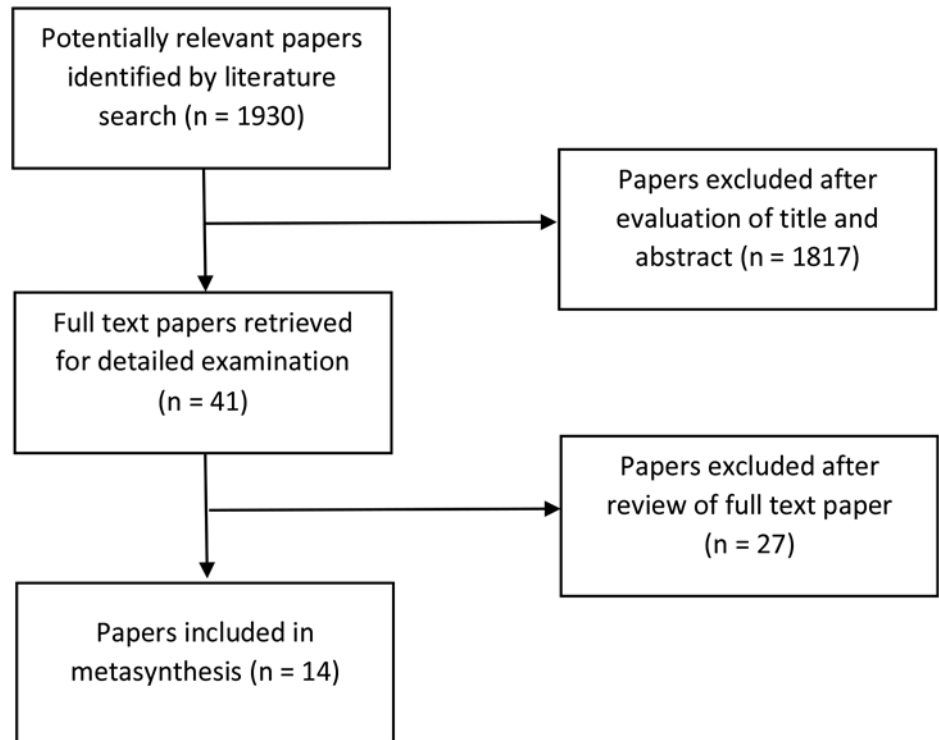 Potentially relevant papers
identified by literature
search (n = 1930)
Papers excluded after
evaluation of title and
abstract (n = 1817)
Full text papers retrieved
for detailed examination
(n = 41)
Papers excluded after
review of full text paper
(n = 27)
Papers included in
metasynthesis (n = 14)